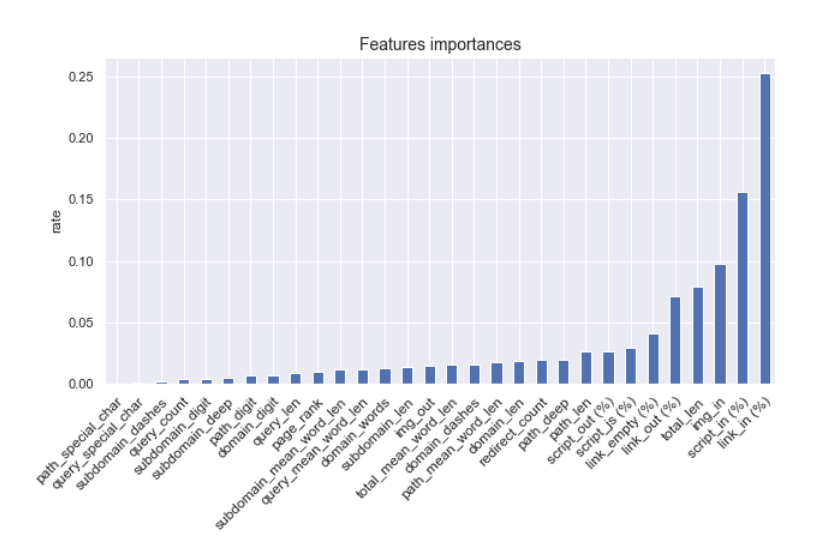 Features importances
rate
0.25
0.20
0.15
0.10
0.05
0.00
path_special_char
query_special_char
subdomain_dashes
query_count
subdomain_digit
subdomain_deep
path_digit
domain_digit
query_len
page_rank
subdomain_mean_word_len
query_mean_word_len
domain_words
subdomain_len
img_out
total_mean_word_len
domain_dashes
path_mean_word_len
domain_len
redirect_count
path_deep
path_len
script_out (%)
script_js (%)
link_empty (%)
link_out (%)
total_len
img_in
script_in (%)
link_in (%)